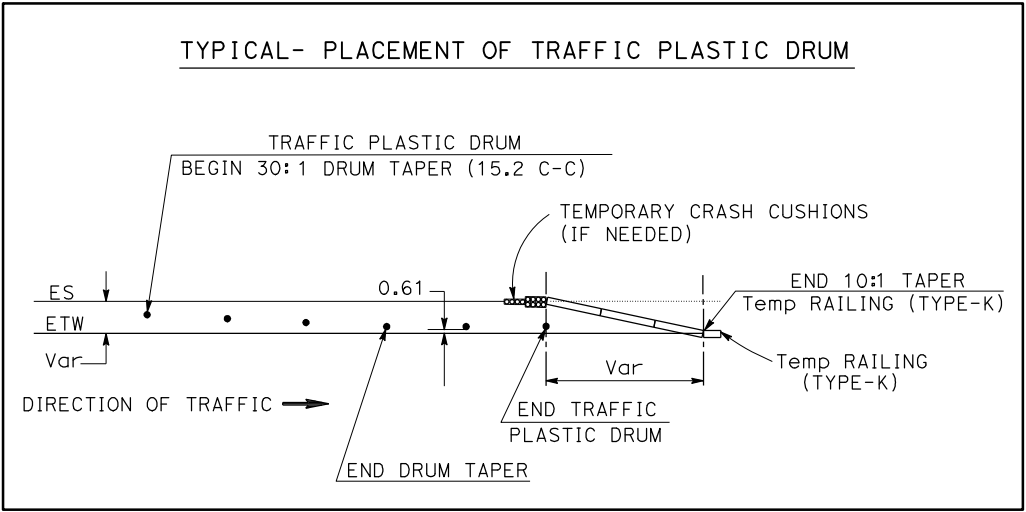 TYPICAL- PLACEMENT OF TRAFFIC PLASTIC DRUM
TRAFFIC PLASTIC DRUM
BEGIN 30:1 DRUM TAPER (15.2 C-C)
TEMPORARY CRASH CUSHIONS
(IF NEEDED)
ES
0.61
END 10:1 TAPER
Temp RAILING (TYPE-K)
ETW
Var
Var
Temp RAILING
(TYPE-K)
DIRECTION OF TRAFFIC
END TRAFFIC
PLASTIC DRUM
END DRUM TAPER